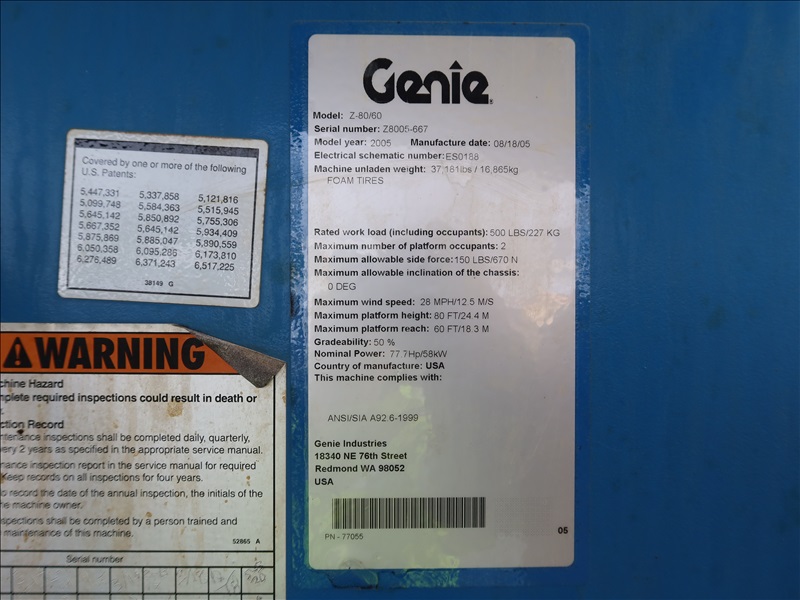 Genie
Model: Z-80/60
Serial number: Z8005-667
Model year: 2005 Manufacture date: 08/18/05
Electrical schematic number: ES0188
Machine unladen weight: 37,181lbs / 16,865kg
FOAM TIRES
Rated work load (including occupants): 500 LBS/227 KG
Maximum number of platform occupants: 2
Maximum allowable side force: 150 LBS/670 N
Maximum allowable inclination of the chassis:
0 DEG
Maximum wind speed: 28 MPH/12.5 M/S
Maximum platform height: 80 FT/24.4 M
Maximum platform reach: 60 FT/18.3 M
Gradeability: 50 %
Nominal Power: 77.7Hp/58kW
Country of manufacture: USA
This machine complies with:
ANSI/SIA A92.6-1999
Genie Industries
18340 NE 76th Street
Redmond WA 98052
USA
PN - 77055
05
Covered by one or more of the following
U.S. Patents:
5,447,331 5,337,858 5,121,816
5,099,748 5,584,363 5,515,945
5,645,142 5,850,892 5,755,306
5,667,352 5,645,142 5,934,409
5,875,869 5,885,047 5,890,559
6,050,358 6,095,286 6,173,810
6,276,489 6,371,243 6,517,225
38149 G
WARNING
chine Hazard
mplete required inspections could result in death or
ction Record
ntenance inspections shall be completed daily, quarterly,
very 2 years as specified in the appropriate service manual.
nance inspection report in the service manual for required
Keep records on all inspections for four years.
o record the date of the annual inspection, the initials of the
he machine owner.
spections shall be completed by a person trained and
maintenance of this machine.
52865 A
Serial number